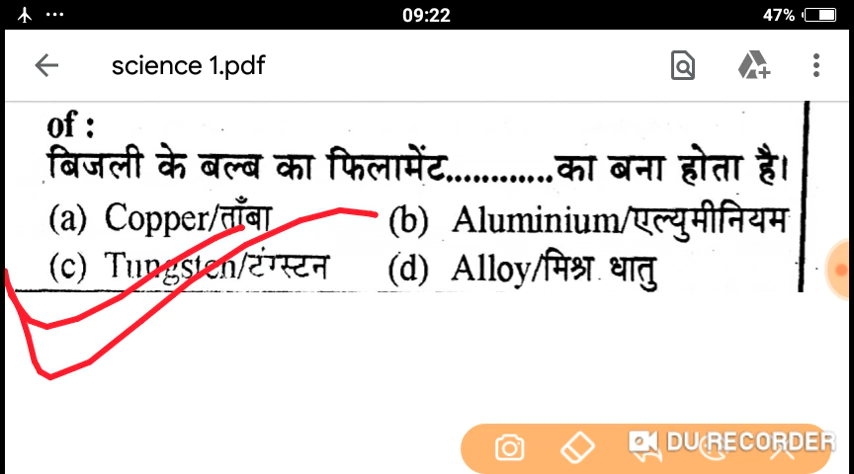 09:22 47%
science 1.pdf
of :
बिजली के बल्ब का फिलामेंट.............का बना होता है।
(a) Copper/ताँबा (b) Aluminium/एल्युमीनियम
(c) Tungsten/टंग्स्टन (d) Alloy/मिश्र धातु
DU RECORDER